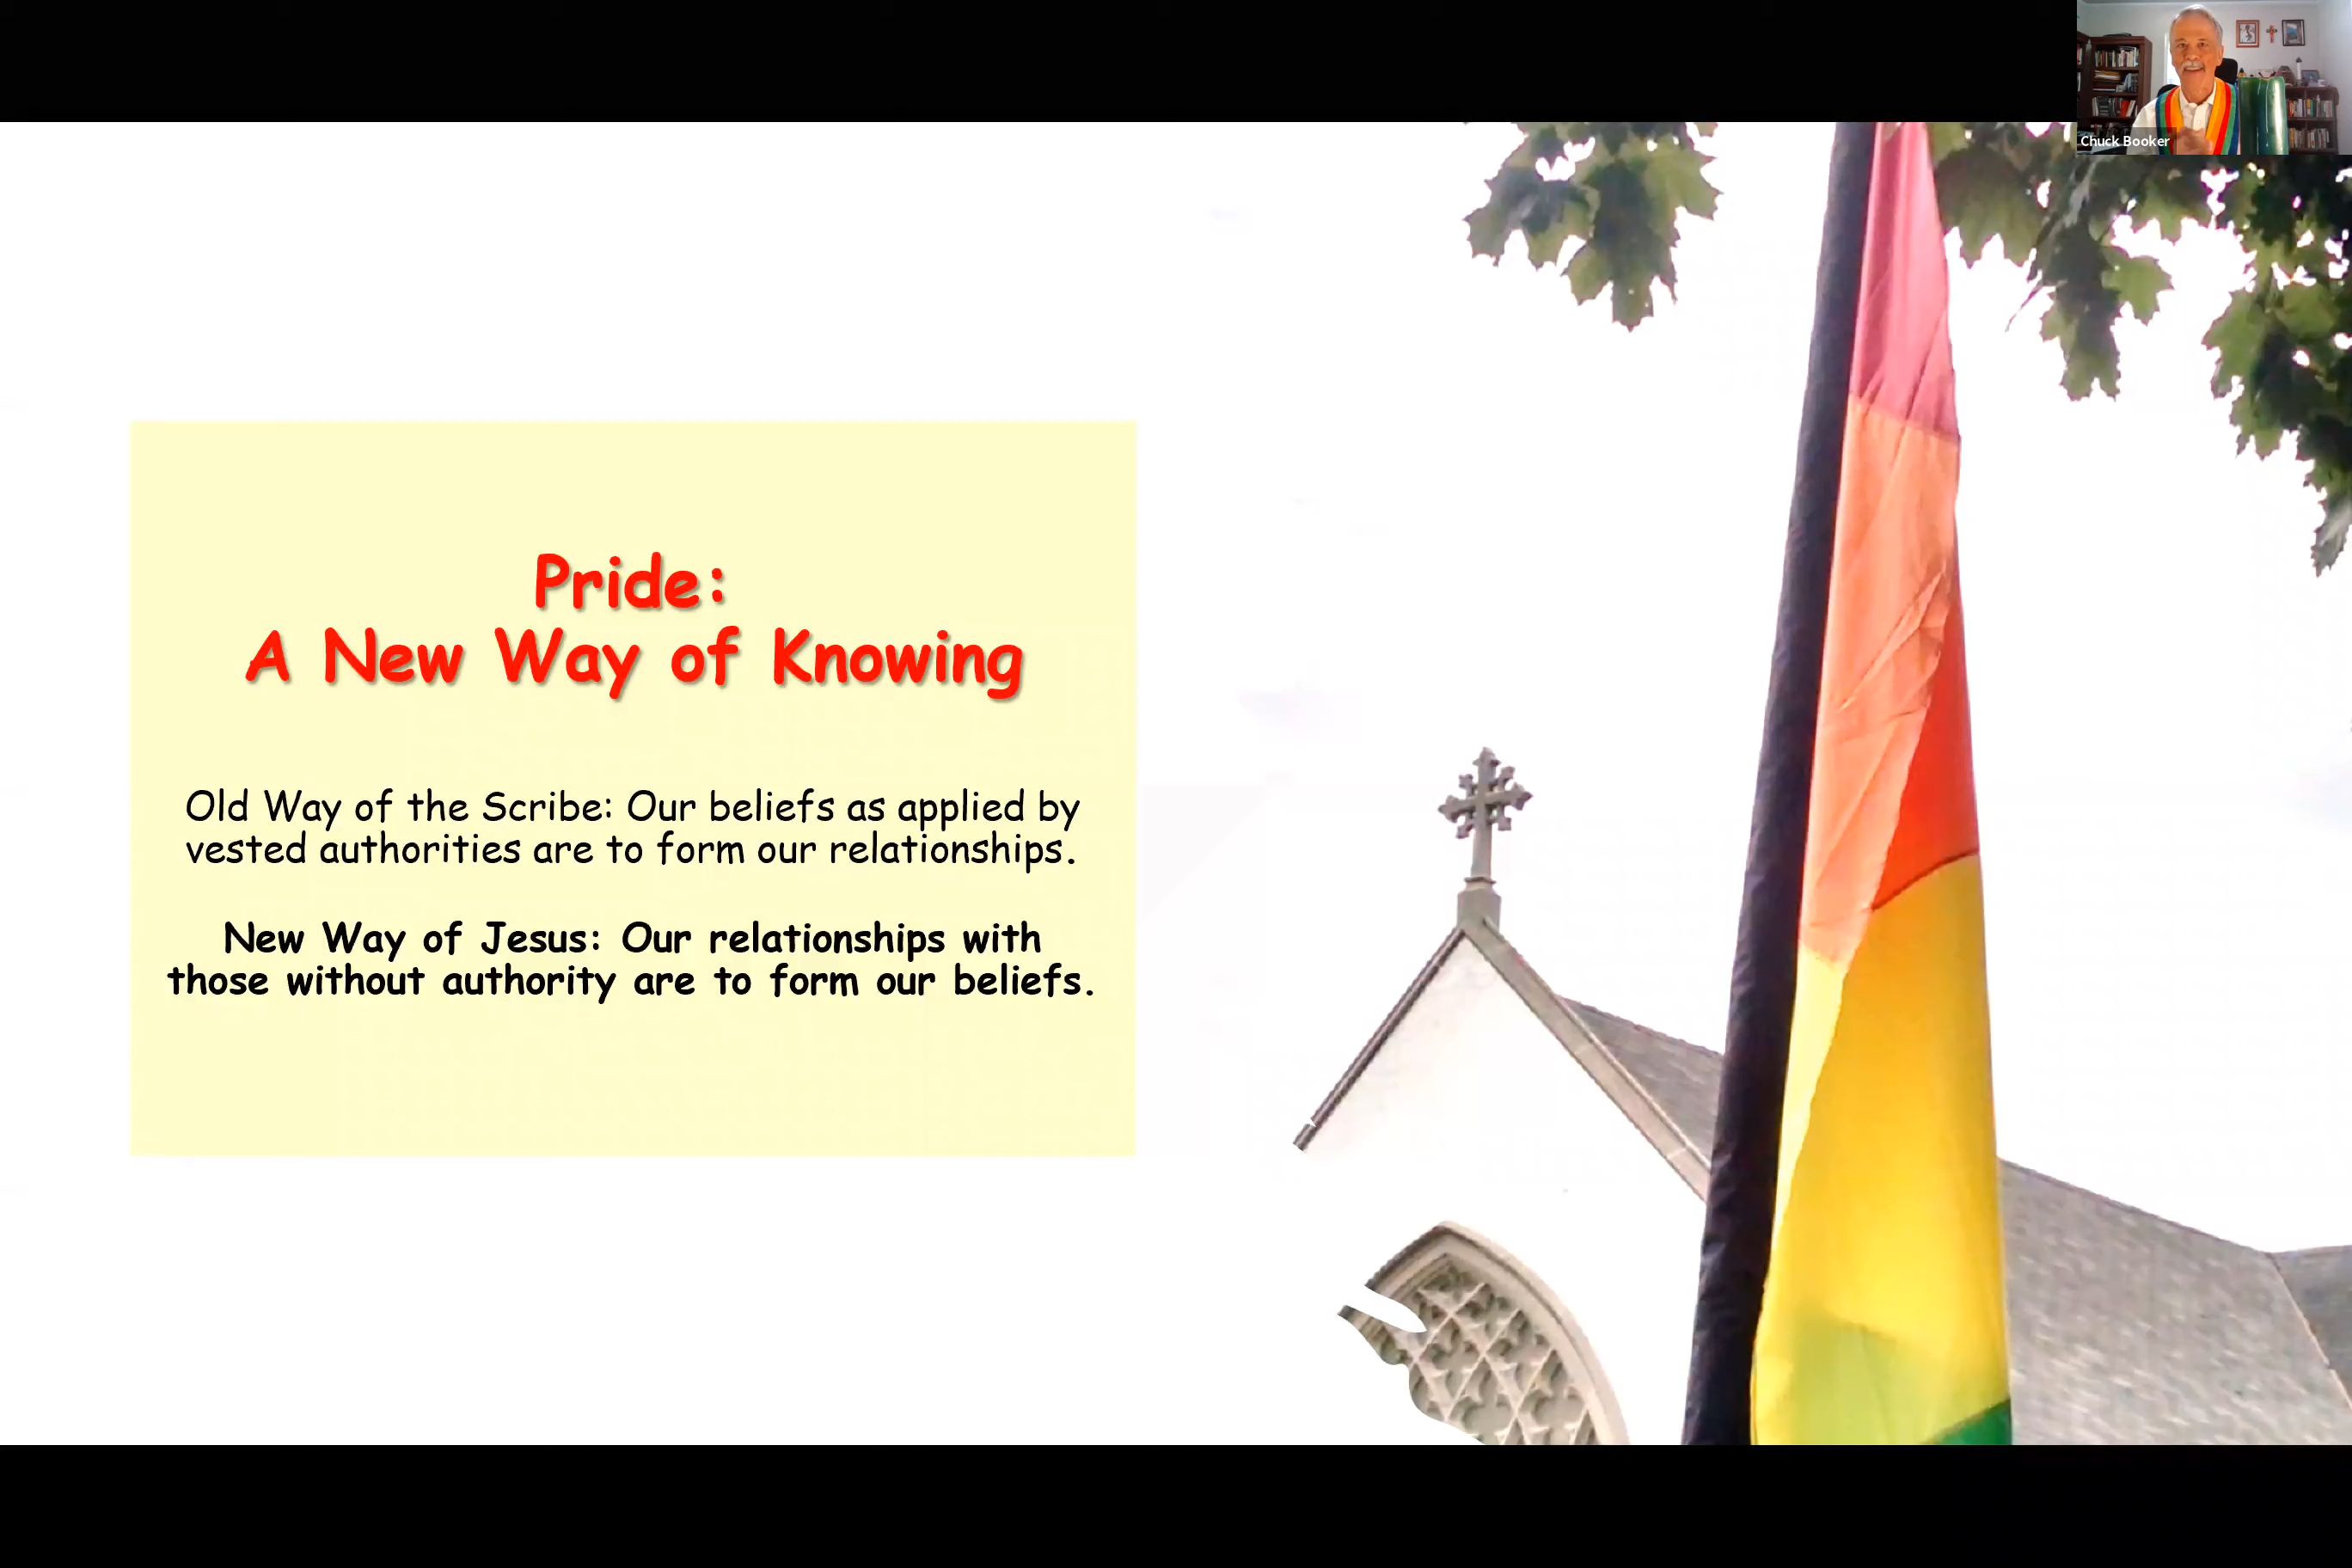 Chuck Booker
Pride:
A New Way of Knowing
Old Way of the Scribe: Our beliefs as applied by
vested authorities are to form our relationships.
New Way of Jesus: Our relationships with
those without authority are to form our beliefs.